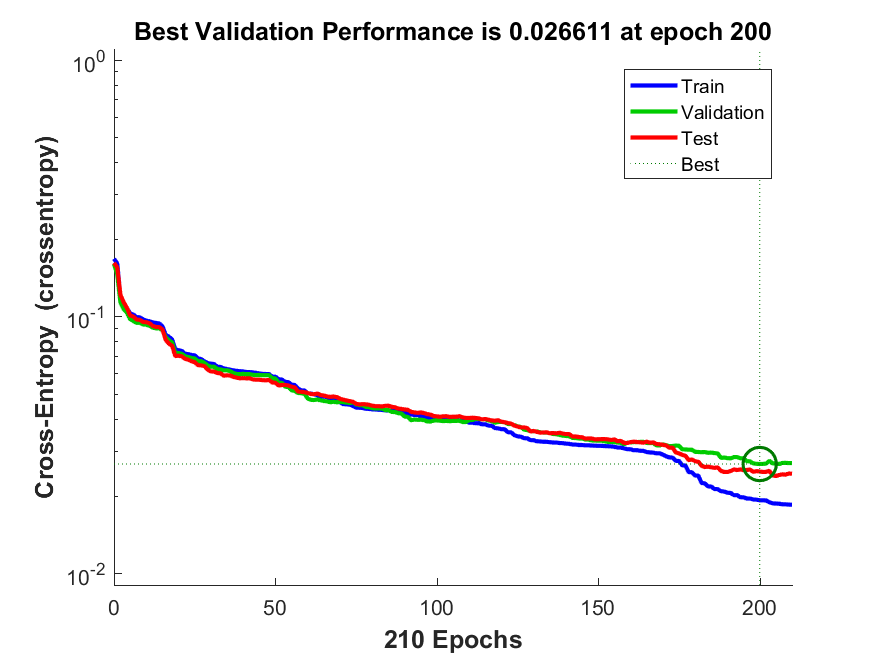 Best Validation Performance is 0.026611 at epoch 200
Cross-Entropy (crossentropy)
10^0
10^-1
10^-2
Train
Validation
Test
Best
0 50 100 150 200
210 Epochs